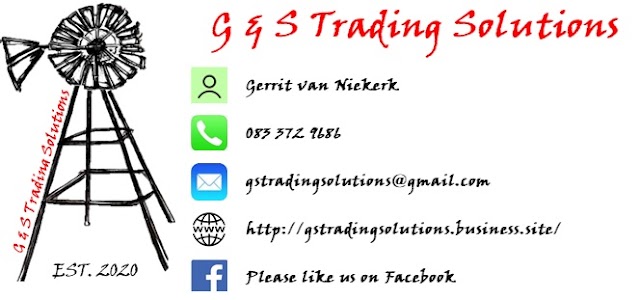 G & S Trading Solutions
Gerrit van Niekerk
083 372 9686
gstradingsolutions@gmail.com
http://gstradingsolutions.business.site/
Please like us on Facebook
G & S Trading Solutions
EST. 2020